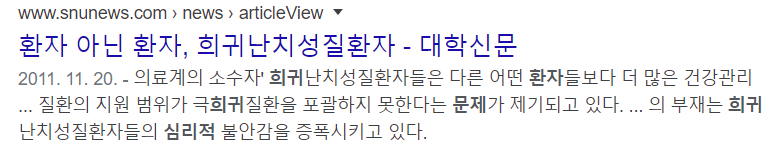 www.snunews.com › news › articleView ▼
환자 아닌 환자, 희귀난치성질환자 - 대학신문
2011. 11. 20. - 의료계의 소수자' 희귀난치성질환자들은 다른 어떤 환자들보다 더 많은 건강관리
... 질환의 지원 범위가 극희귀질환을 포괄하지 못한다는 문제가 제기되고 있다. ... 의 부재는 희귀
난치성질환자들의 심리적 불안감을 증폭시키고 있다.